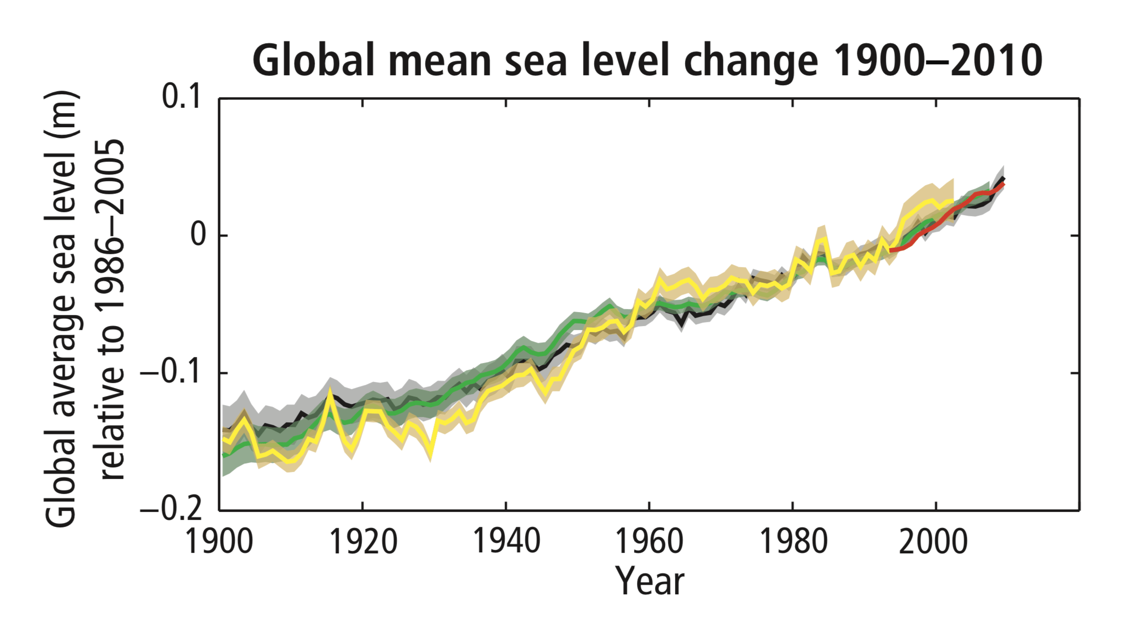 Global mean sea level change 1900–2010
Global average sea level (m)
relative to 1986–2005
0.1
0
−0.1
−0.2
1900 1920 1940 1960 1980 2000
Year